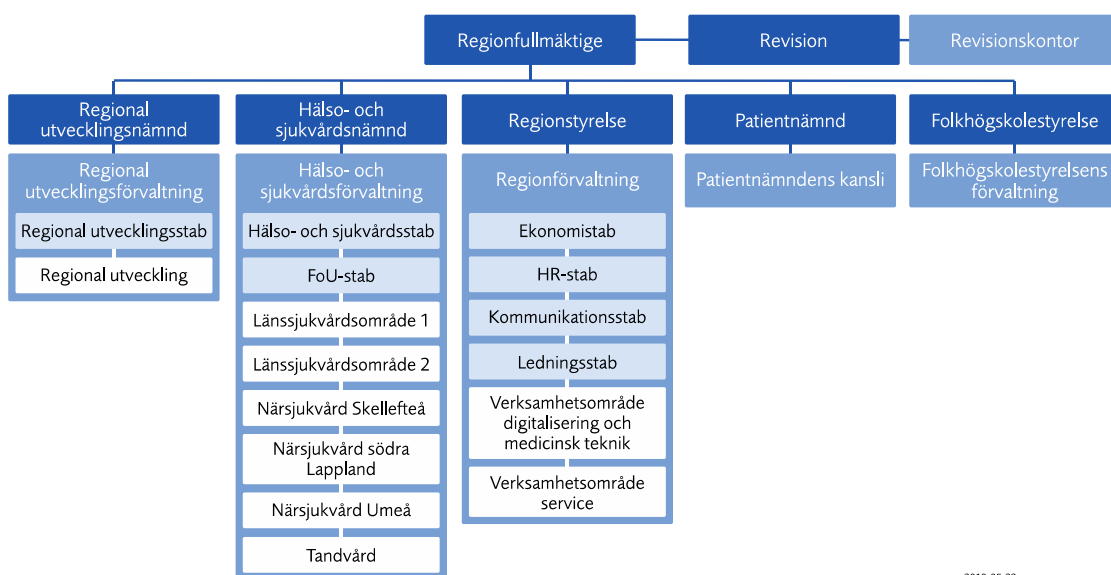 Regionfullmäktige
Revision
Revisionskontor
Regional
utvecklingsnämnd
Hälso- och
sjukvårdsnämnd
Regionstyrelse
Patientnämnd
Folkhögskolestyrelse
Regional
utvecklingsförvaltning
Regional utvecklingsstab
Regional utveckling
Hälso- och
sjukvårdsförvaltning
Hälso- och sjukvårdsstab
FoU-stab
Länssjukvårdsområde 1
Länssjukvårdsområde 2
Närsjukvård Skellefteå
Närsjukvård södra
Lappland
Närsjukvård Umeå
Tandvård
Regionförvaltning
Ekonomistab
HR-stab
Kommunikationsstab
Ledningsstab
Verksamhetsområde
digitalisering och
medicinsk teknik
Verksamhetsområde
service
Patientnämndens kansli
Folkhögskolestyrelsens
förvaltning